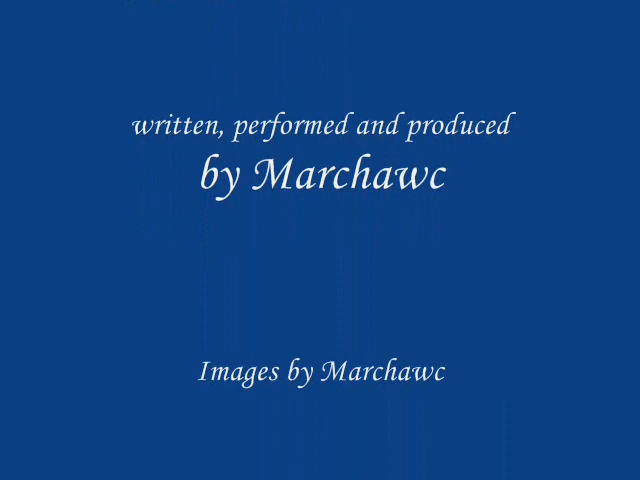 written, performed and produced
by Marchawc
Images by Marchawc